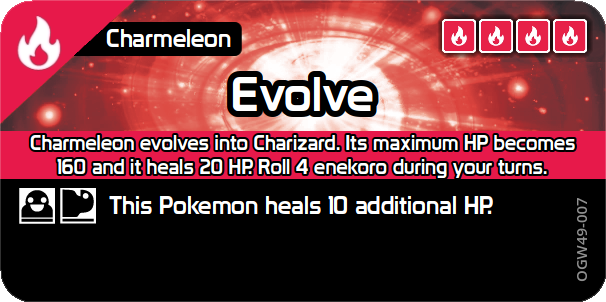 Charmeleon
Evolve
Charmeleon evolves into Charizard. Its maximum HP becomes
160 and it heals 20 HP. Roll 4 enekoro during your turns.
This Pokemon heals 10 additional HP.
OGW49-007